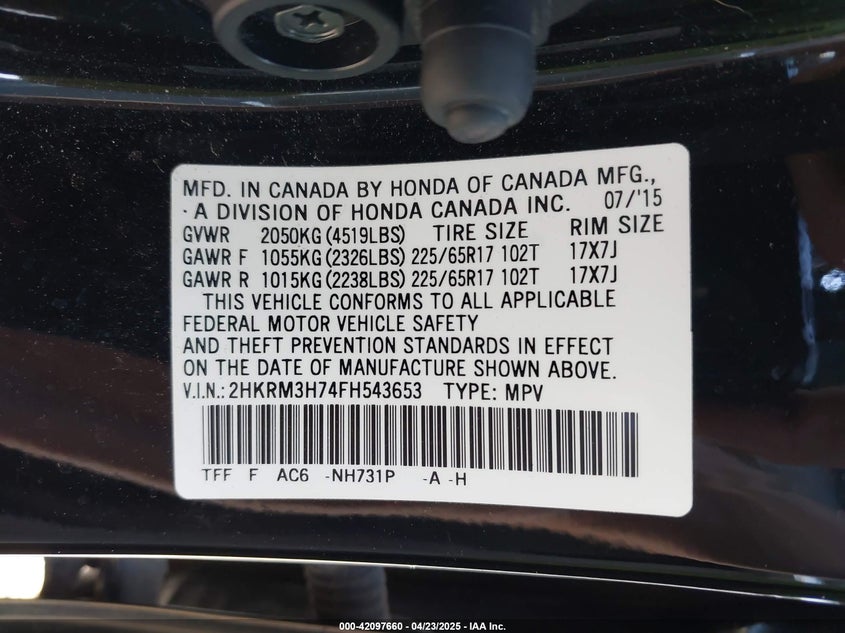 MFD. IN CANADA BY HONDA OF CANADA MFG.,
- A DIVISION OF HONDA CANADA INC. 07/'15
GVWR 2050KG (4519LBS) TIRE SIZE RIM SIZE
GAWR F 1055KG (2326LBS) 225/65R17 102T 17X7J
GAWR R 1015KG (2238LBS) 225/65R17 102T 17X7J
THIS VEHICLE CONFORMS TO ALL APPLICABLE
FEDERAL MOTOR VEHICLE SAFETY
AND THEFT PREVENTION STANDARDS IN EFFECT
ON THE DATE OF MANUFACTURE SHOWN ABOVE.
V.I.N.: 2HKRM3H74FH543653 TYPE: MPV
TFF F AC6 -NH731P -A -H
000-42097660 - 04/23/2025 - IAA Inc.